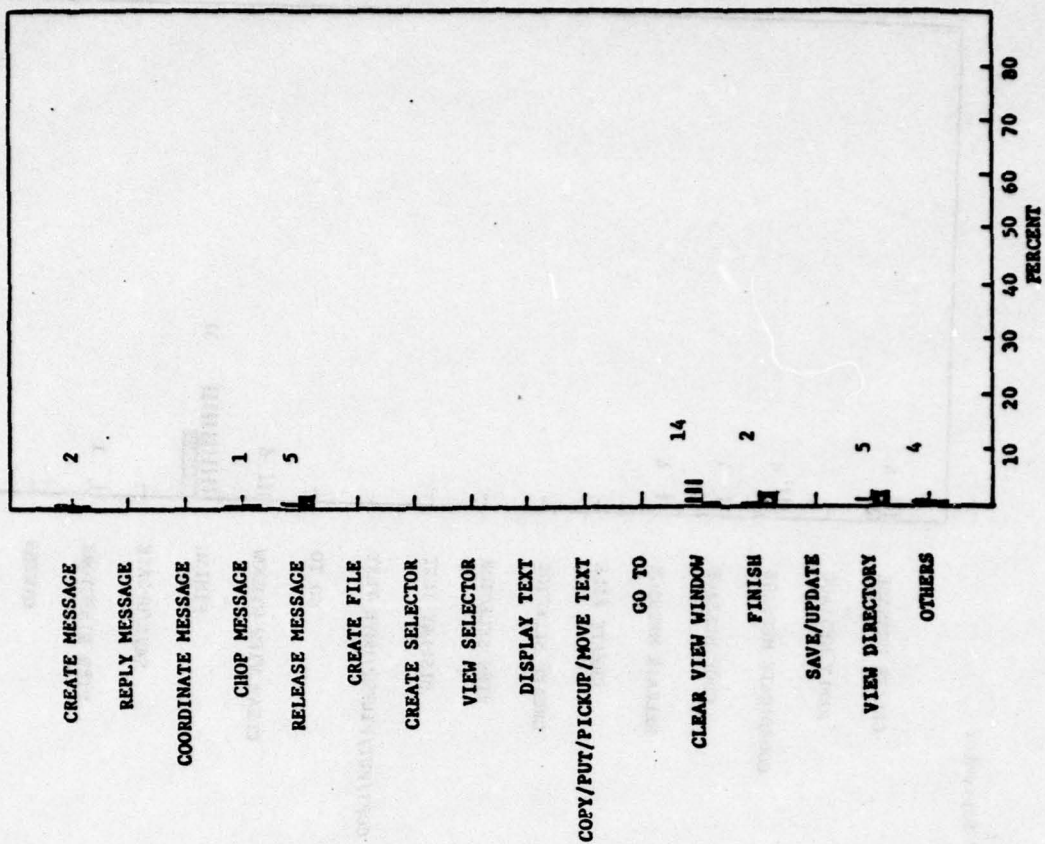 CREATE MESSAGE 2
REPLY MESSAGE
COORDINATE MESSAGE
CHOP MESSAGE 1
RELEASE MESSAGE 5
CREATE FILE
CREATE SELECTOR
VIEW SELECTOR
DISPLAY TEXT
COPY/PUT/PICKUP/MOVE TEXT
GO TO
CLEAR VIEW WINDOW 14
FINISH 2
SAVE/UPDATE
VIEW DIRECTORY 5
OTHERS 4
10 20 30 40 50 60 70 80
PERCENT